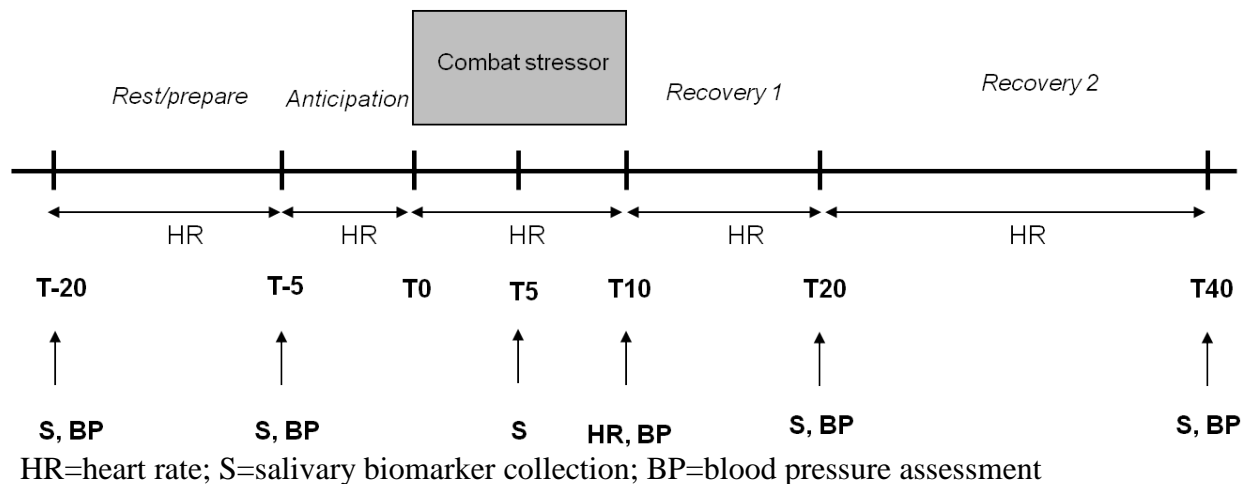 Combat stressor
Rest/prepare Anticipation Recovery 1 Recovery 2
HR HR HR HR HR
T-20 T-5 T0 T5 T10 T20 T40
S, BP S, BP S HR, BP S, BP S, BP
HR=heart rate; S=salivary biomarker collection; BP=blood pressure assessment